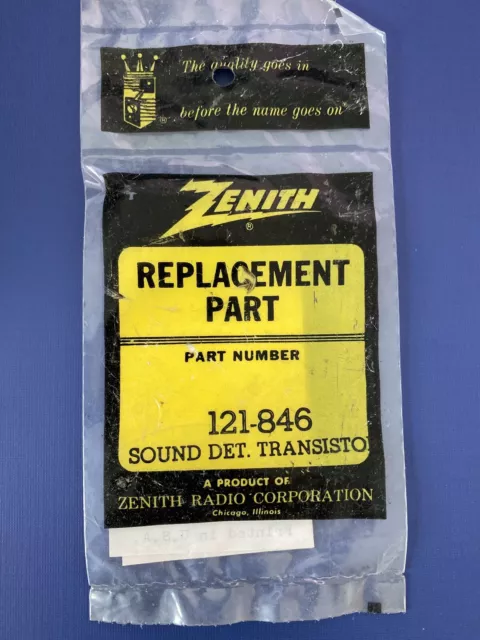 The quality goes in
before the name goes on®
®
ZENITH
®
REPLACEMENT
PART
PART NUMBER
121-846
SOUND DET. TRANSISTO
A PRODUCT OF
ZENITH RADIO CORPORATION
Chicago, Illinois